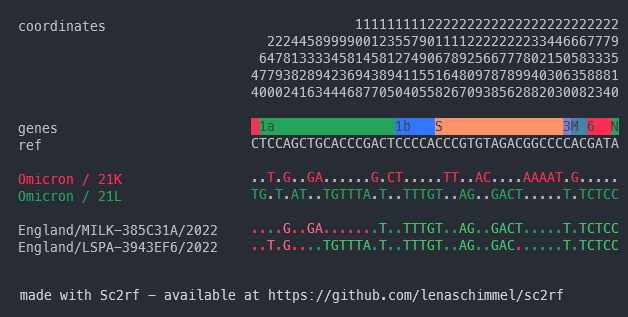 coordinates
111111111222222222222222222222222
22244589999001235579011112222222233446667779
647813333458145812749067892566777802150583335
4779382894236943894115516480978789940306358881
4000241634446877050405582670938562882030082340
genes 1a 1b S 3M 6 N
ref CTCCAGCTGCACCCGACTCCCCACCCGTGTAGACGGCCCCACGATA
Omicron / 21K ..T.G..GA......G.CT.....TT..AC....AAAAT.G.....
Omicron / 21L TG.T.AT..TGTTTA.T..TTTGT..AG..GACT.....T.TCTCC
England/MILK-385C31A/2022 ....G..GA.......T..TTTGT..AG..GACT.....T.TCTCC
England/LSPA-3943EF6/2022 ..T.G....TGTTTA.T..TTTGT..AG..GAC......T.TCTCC
made with Sc2rf - available at https://github.com/lenaschimmel/sc2rf